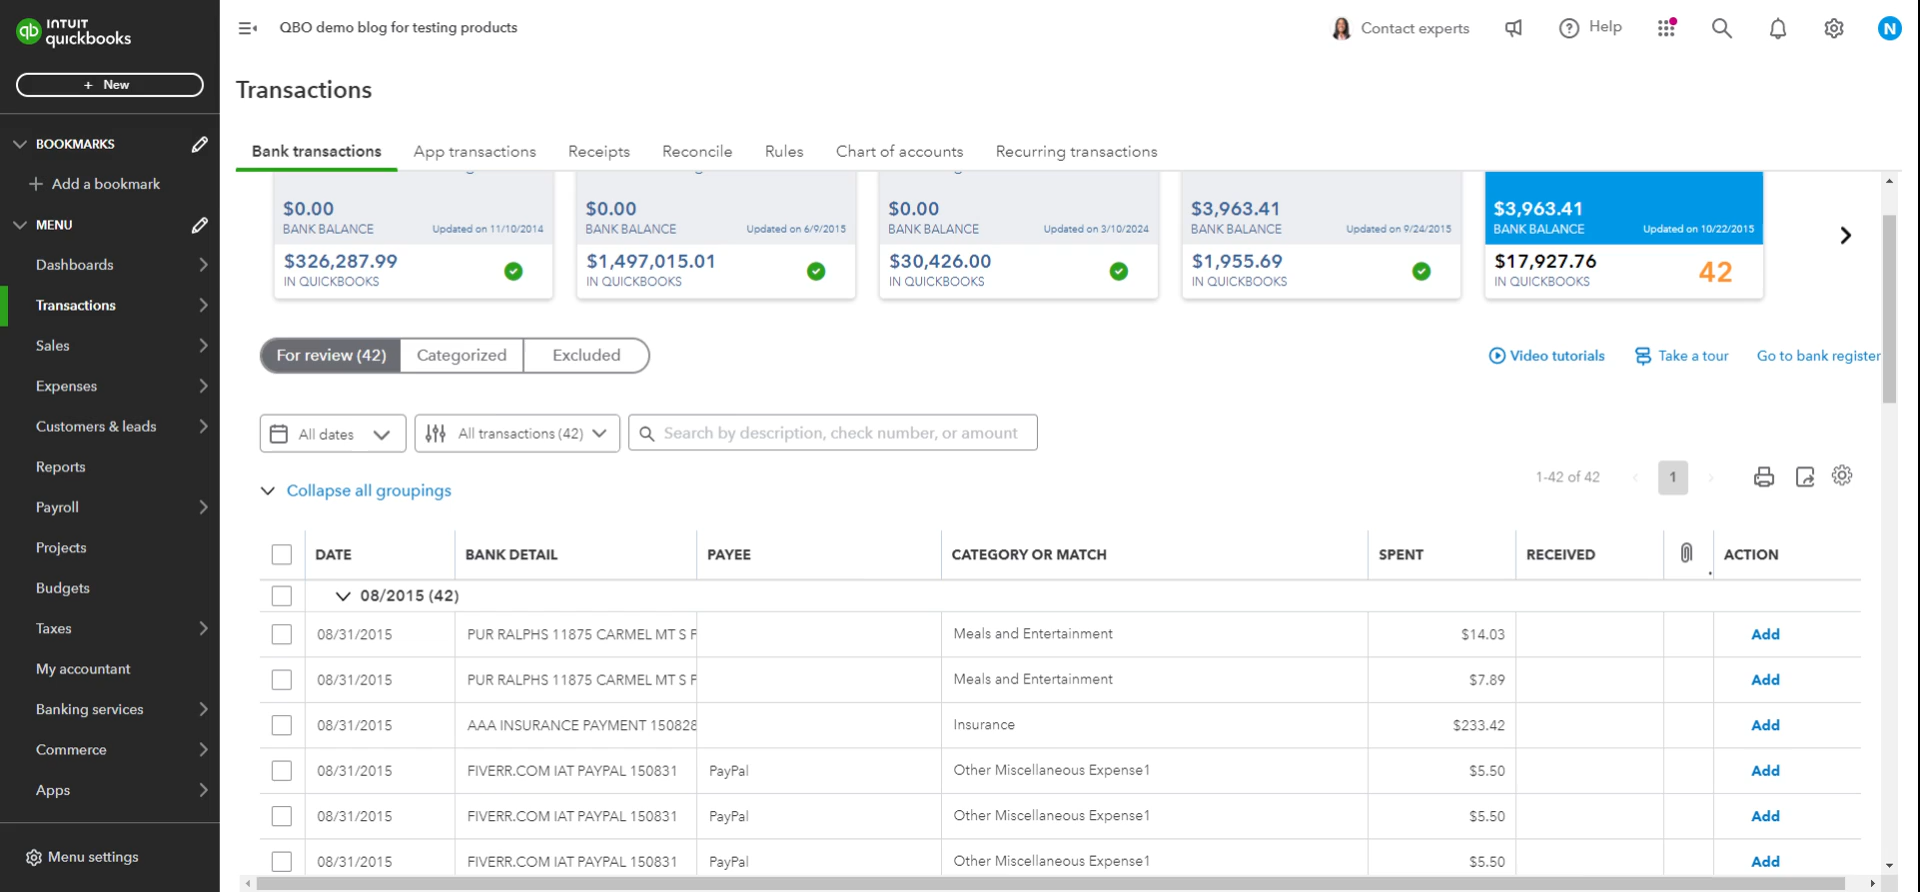 INTUIT
quickbooks
QBO demo blog for testing products
Contact experts
Help
N
+ New
Transactions
BOOKMARKS
Add a bookmark
MENU
Dashboards
Transactions
Sales
Expenses
Customers & leads
Reports
Payroll
Projects
Budgets
Taxes
My accountant
Banking services
Commerce
Apps
Menu settings
Bank transactions App transactions Receipts Reconcile Rules Chart of accounts Recurring transactions
$0.00
BANK BALANCE Updated on 11/10/2014
$326,287.99
IN QUICKBOOKS
$0.00
BANK BALANCE Updated on 6/9/2015
$1,497,015.01
IN QUICKBOOKS
$0.00
BANK BALANCE Updated on 3/10/2024
$30,426.00
IN QUICKBOOKS
$3,963.41
BANK BALANCE Updated on 9/24/2015
$1,955.69
IN QUICKBOOKS
$3,963.41
BANK BALANCE Updated on 10/22/2015
$17,927.76
IN QUICKBOOKS
42
For review (42) Categorized Excluded
Video tutorials Take a tour Go to bank register
All dates All transactions (42) Search by description, check number, or amount
1-42 of 42 1
Collapse all groupings
DATE BANK DETAIL PAYEE CATEGORY OR MATCH SPENT RECEIVED ACTION
08/2015 (42)
08/31/2015 PUR RALPHS 11875 CARMEL MT S Meals and Entertainment $14.03 Add
08/31/2015 PUR RALPHS 11875 CARMEL MT S Meals and Entertainment $7.89 Add
08/31/2015 AAA INSURANCE PAYMENT 150828 Insurance $233.42 Add
08/31/2015 FIVERR.COM IAT PAYPAL 150831 PayPal Other Miscellaneous Expense1 $5.50 Add
08/31/2015 FIVERR.COM IAT PAYPAL 150831 PayPal Other Miscellaneous Expense1 $5.50 Add
08/31/2015 FIVERR.COM IAT PAYPAL 150831 PayPal Other Miscellaneous Expense1 $5.50 Add